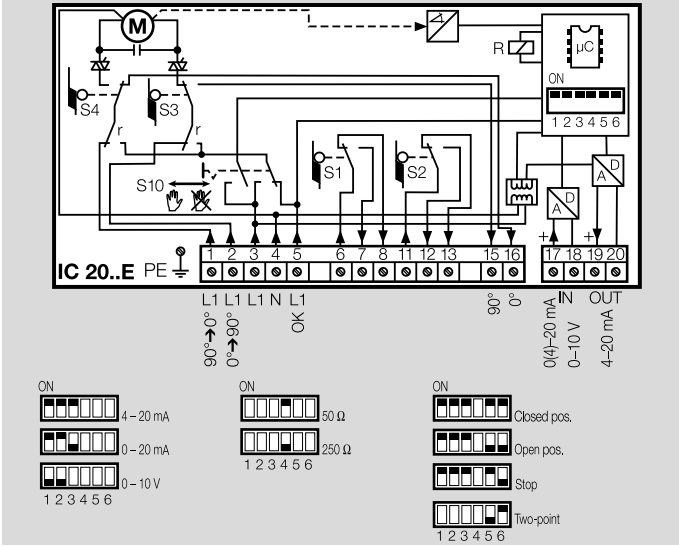 M
R
µC
ON
1 2 3 4 5 6
S4
S3
r
r
S1
S2
S10
D
A
A
D
+
+
IC 20..E PE
1 2 3 4 5 6 7 8 11 12 13 15 16 17 18 19 20
L1 L1 L1 N L1
90°→0°
0°→90°
OK
90°
0°
IN OUT
0(4)–20 mA
0–10 V
4–20 mA
ON
4 – 20 mA
0 – 20 mA
0 – 10 V
1 2 3 4 5 6
ON
50 Ω
250 Ω
1 2 3 4 5 6
ON
Closed pos.
Open pos.
Stop
Two-point
1 2 3 4 5 6